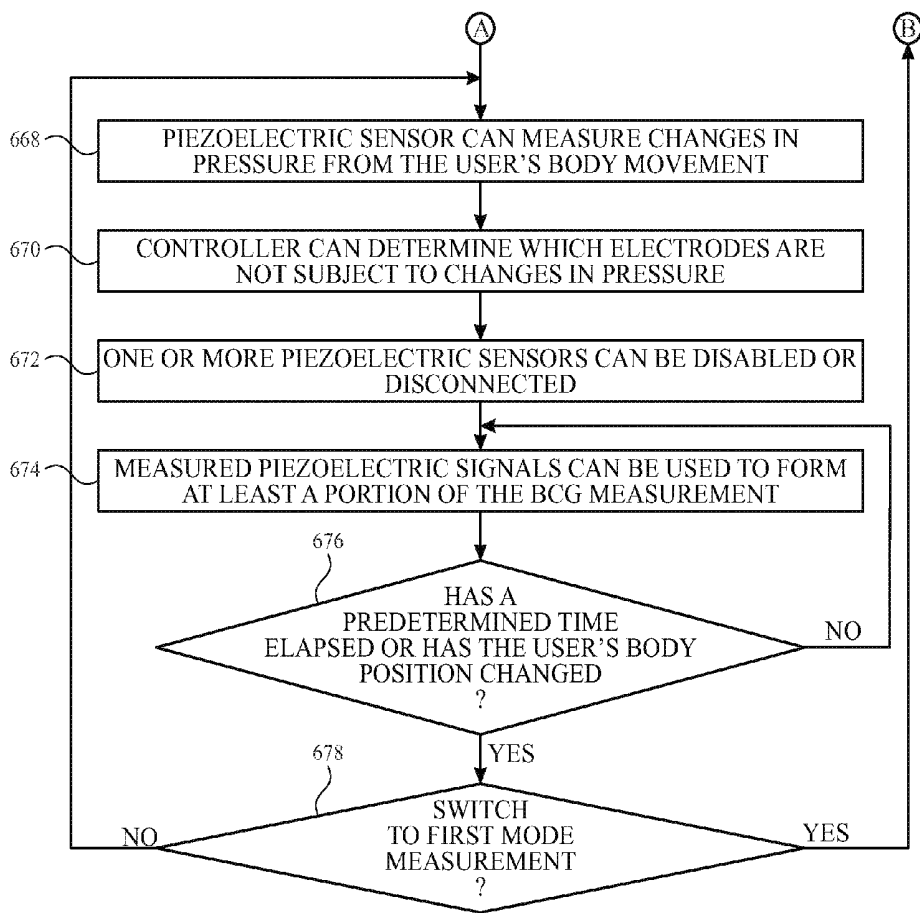 A
B
668
PIEZOELECTRIC SENSOR CAN MEASURE CHANGES IN
PRESSURE FROM THE USER'S BODY MOVEMENT
670
CONTROLLER CAN DETERMINE WHICH ELECTRODES ARE
NOT SUBJECT TO CHANGES IN PRESSURE
672
ONE OR MORE PIEZOELECTRIC SENSORS CAN BE DISABLED OR
DISCONNECTED
674
MEASURED PIEZOELECTRIC SIGNALS CAN BE USED TO FORM
AT LEAST A PORTION OF THE BCG MEASUREMENT
676
HAS A
PREDETERMINED TIME
ELAPSED OR HAS THE USER'S BODY
POSITION CHANGED
?
NO
YES
678
SWITCH
TO FIRST MODE
MEASUREMENT
?
NO
YES